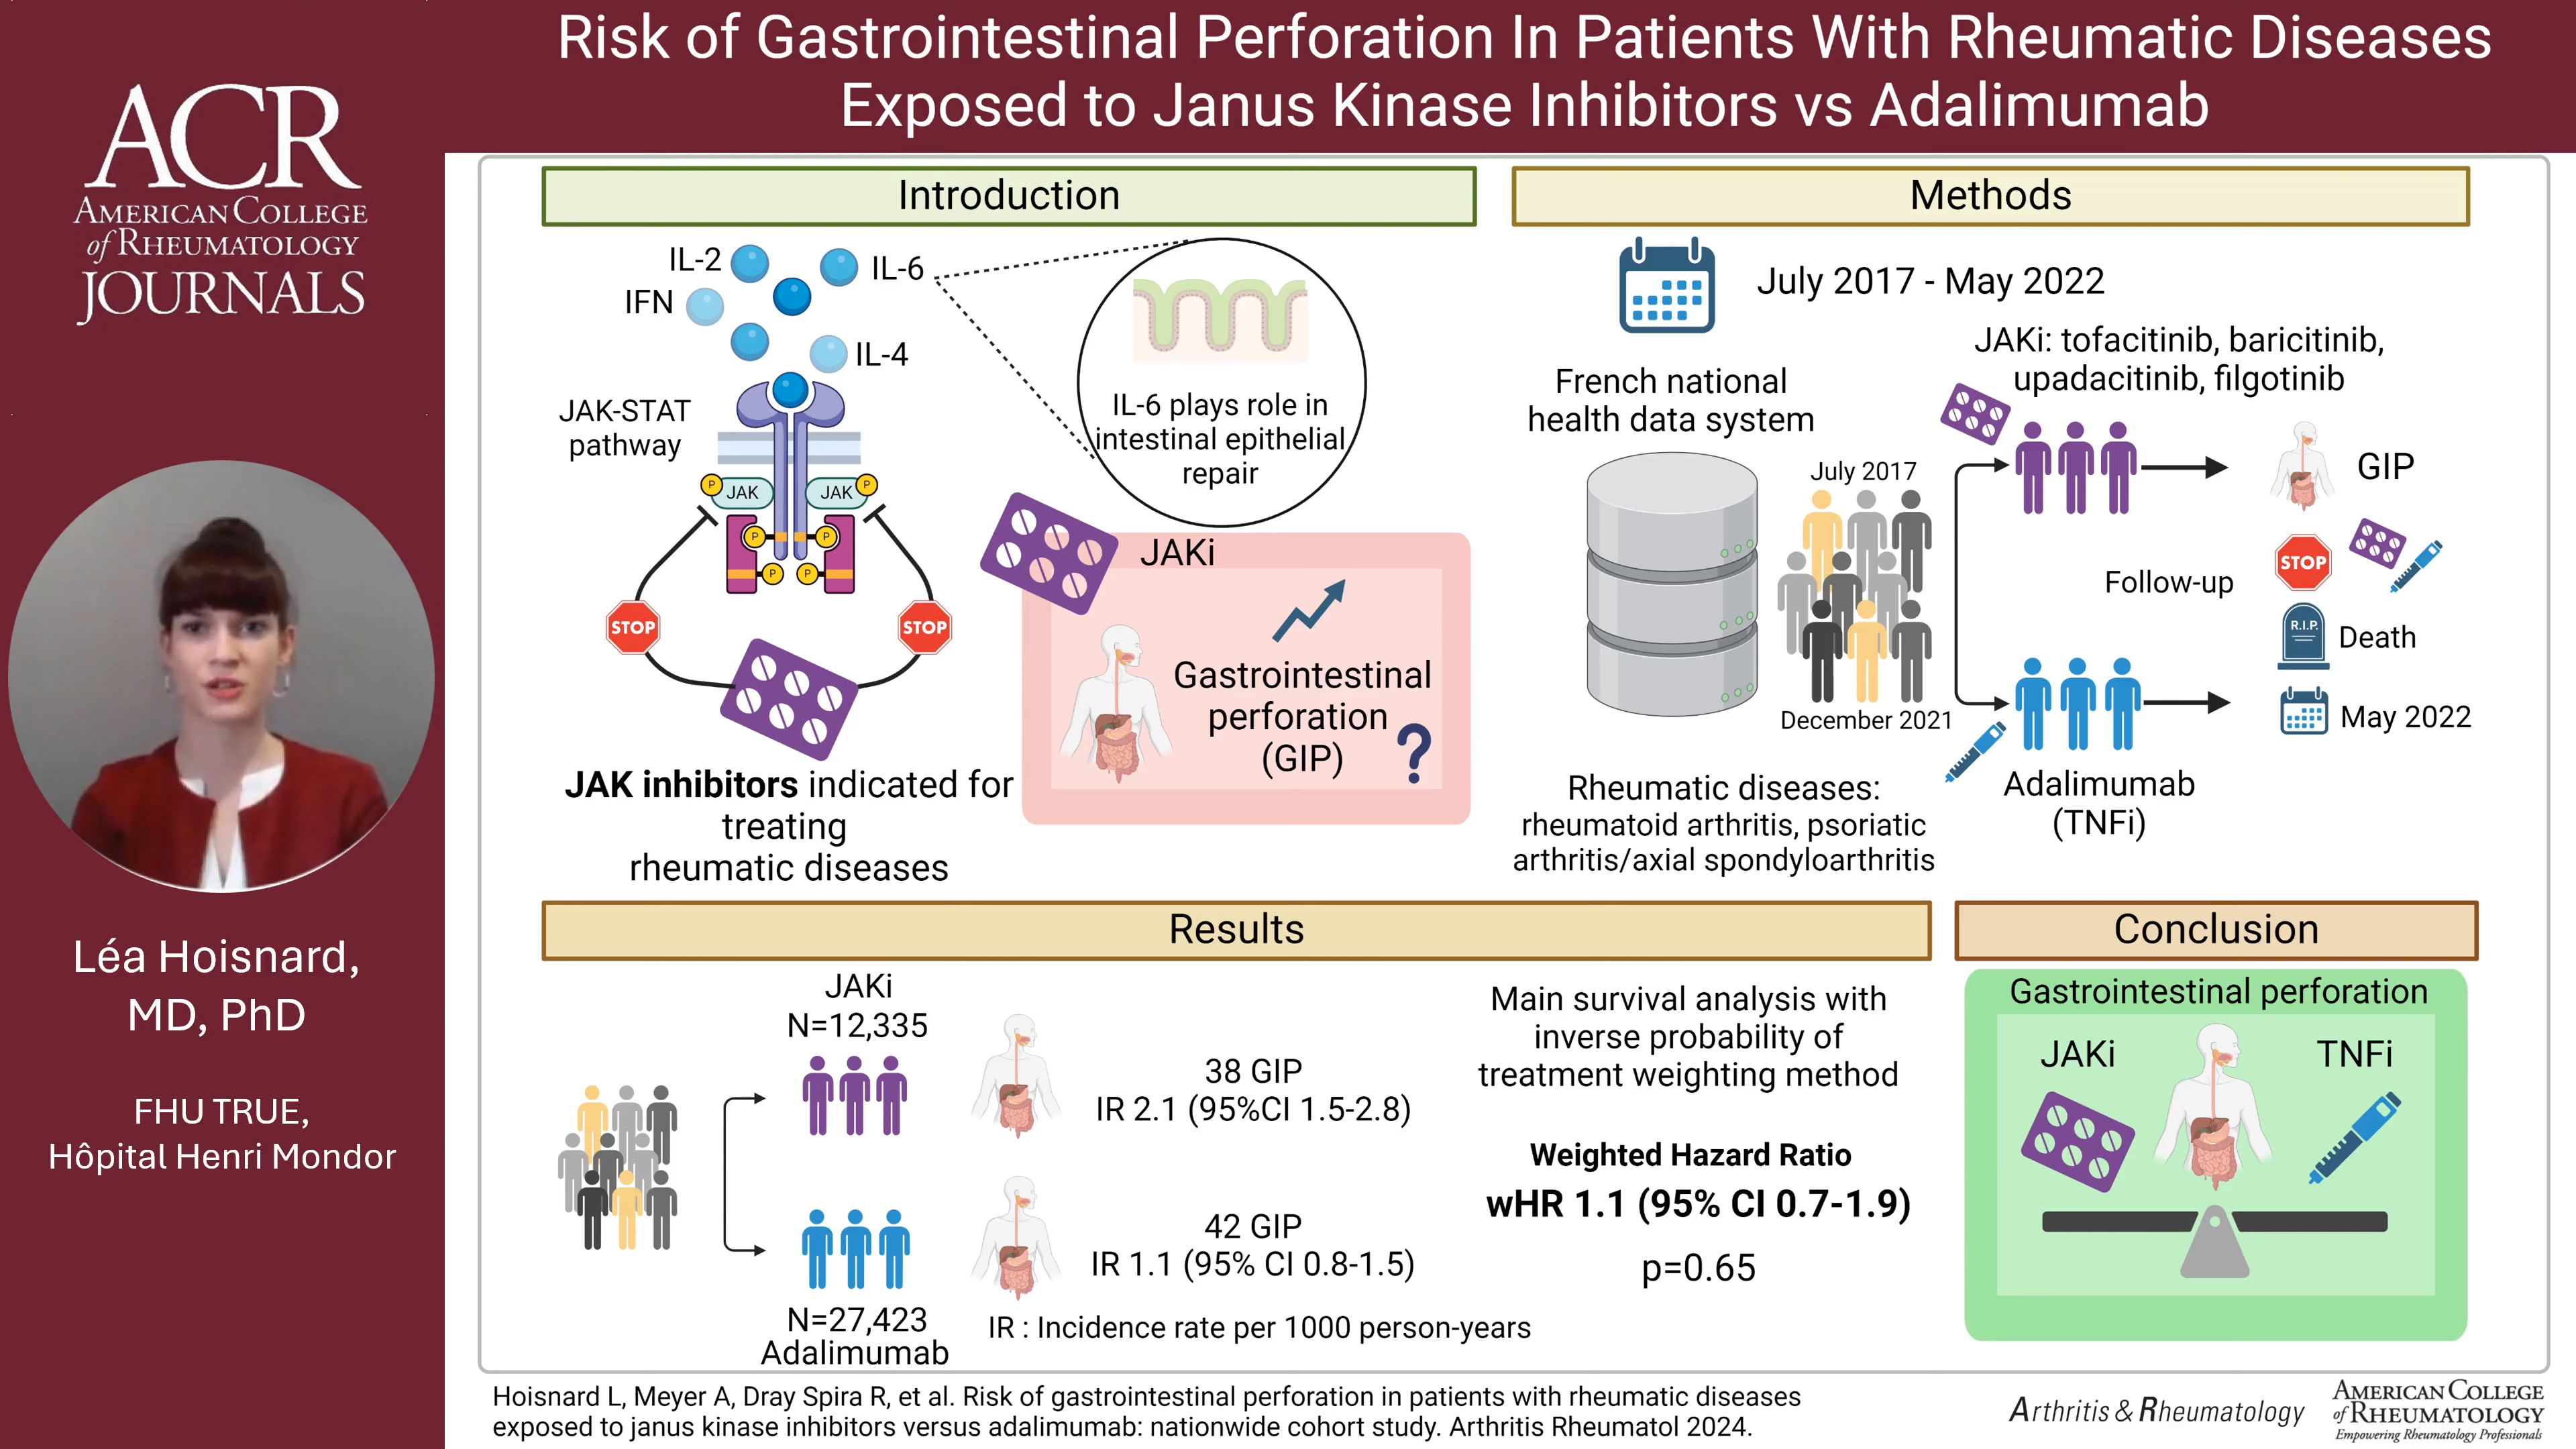 Risk of Gastrointestinal Perforation In Patients With Rheumatic Diseases
Exposed to Janus Kinase Inhibitors vs Adalimumab
ACR
AMERICAN COLLEGE
of RHEUMATOLOGY
JOURNALS
Léa Hoisnard,
MD, PhD
FHU TRUE,
Hôpital Henri Mondor
Introduction
IL-2
IL-6
IFN
IL-4
JAK-STAT
pathway
P
JAK
JAK
P
P
P
P
P
STOP
STOP
IL-6 plays role in
intestinal epithelial
repair
JAKi
Gastrointestinal
perforation
(GIP)
?
JAK inhibitors indicated for
treating
rheumatic diseases
Methods
July 2017 - May 2022
French national
health data system
July 2017
December 2021
JAKi: tofacitinib, baricitinib,
upadacitinib, filgotinib
GIP
STOP
Follow-up
R.I.P.
Death
May 2022
Adalimumab
(TNFi)
Rheumatic diseases:
rheumatoid arthritis, psoriatic
arthritis/axial spondyloarthritis
Results
JAKi
N=12,335
38 GIP
IR 2.1 (95%CI 1.5-2.8)
42 GIP
IR 1.1 (95% CI 0.8-1.5)
N=27,423
Adalimumab
IR : Incidence rate per 1000 person-years
Main survival analysis with
inverse probability of
treatment weighting method
Weighted Hazard Ratio
wHR 1.1 (95% CI 0.7-1.9)
p=0.65
Conclusion
Gastrointestinal perforation
JAKi
TNFi
Hoisnard L, Meyer A, Dray Spira R, et al. Risk of gastrointestinal perforation in patients with rheumatic diseases
exposed to janus kinase inhibitors versus adalimumab: nationwide cohort study. Arthritis Rheumatol 2024.
Arthritis & Rheumatology
AMERICAN COLLEGE
of RHEUMATOLOGY
Empowering Rheumatology Professionals